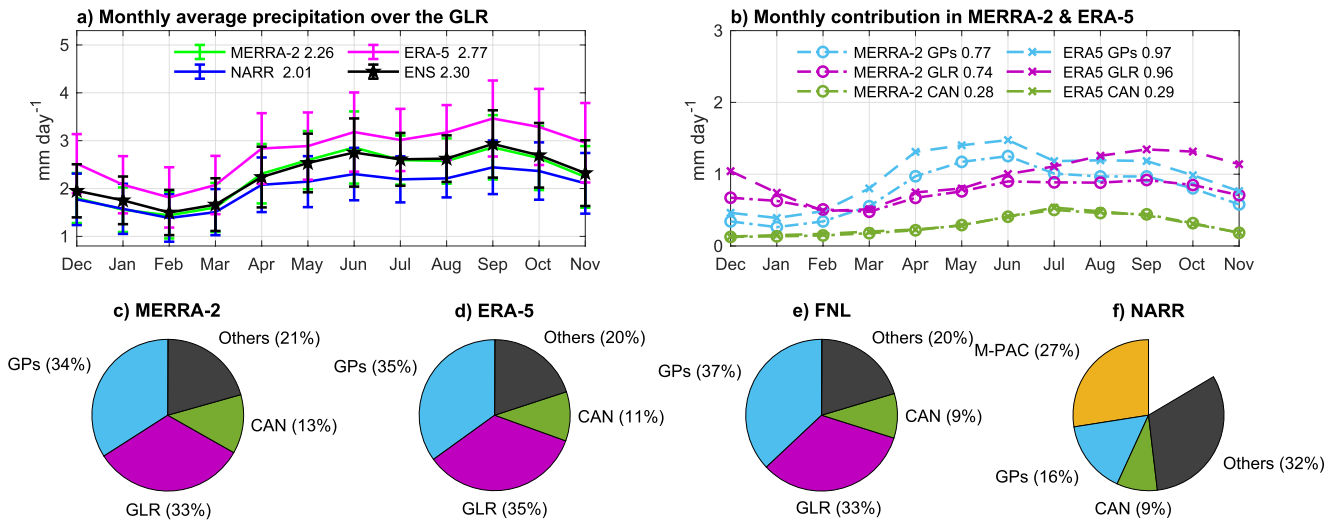 a) Monthly average precipitation over the GLR
MERRA-2 2.26
ERA-5 2.77
NARR 2.01
ENS 2.30
5
4
3
2
1
mm day-1
Dec Jan Feb Mar Apr May Jun Jul Aug Sep Oct Nov
b) Monthly contribution in MERRA-2 & ERA-5
MERRA-2 GPs 0.77
ERA5 GPs 0.97
MERRA-2 GLR 0.74
ERA5 GLR 0.96
MERRA-2 CAN 0.28
ERA5 CAN 0.29
3
2
1
0
mm day-1
Dec Jan Feb Mar Apr May Jun Jul Aug Sep Oct Nov
c) MERRA-2
Others (21%)
GPs (34%)
CAN (13%)
GLR (33%)
d) ERA-5
Others (20%)
GPs (35%)
CAN (11%)
GLR (35%)
e) FNL
Others (20%)
GPs (37%)
CAN (9%)
GLR (33%)
f) NARR
M-PAC (27%)
GPs (16%)
Others (32%)
CAN (9%)